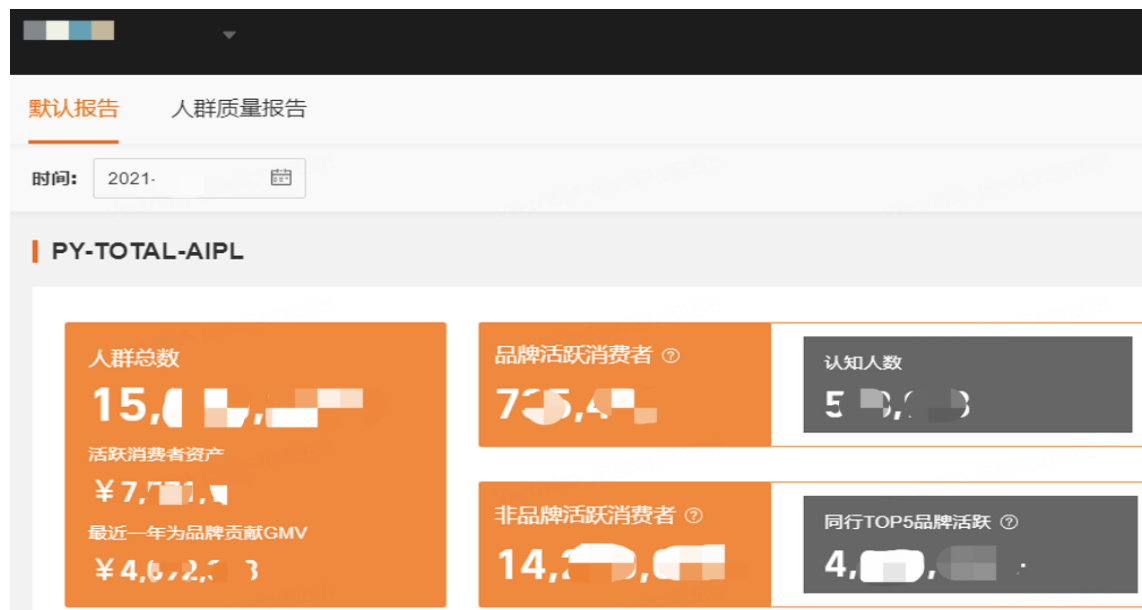 默认报告
人群质量报告
时间:
2021-
PY-TOTAL-AIPL
人群总数
15,
活跃消费者资产
¥7,
最近一年为品牌贡献GMV
¥4,
品牌活跃消费者
认知人数
非品牌活跃消费者
14,
同行TOP5品牌活跃
4,